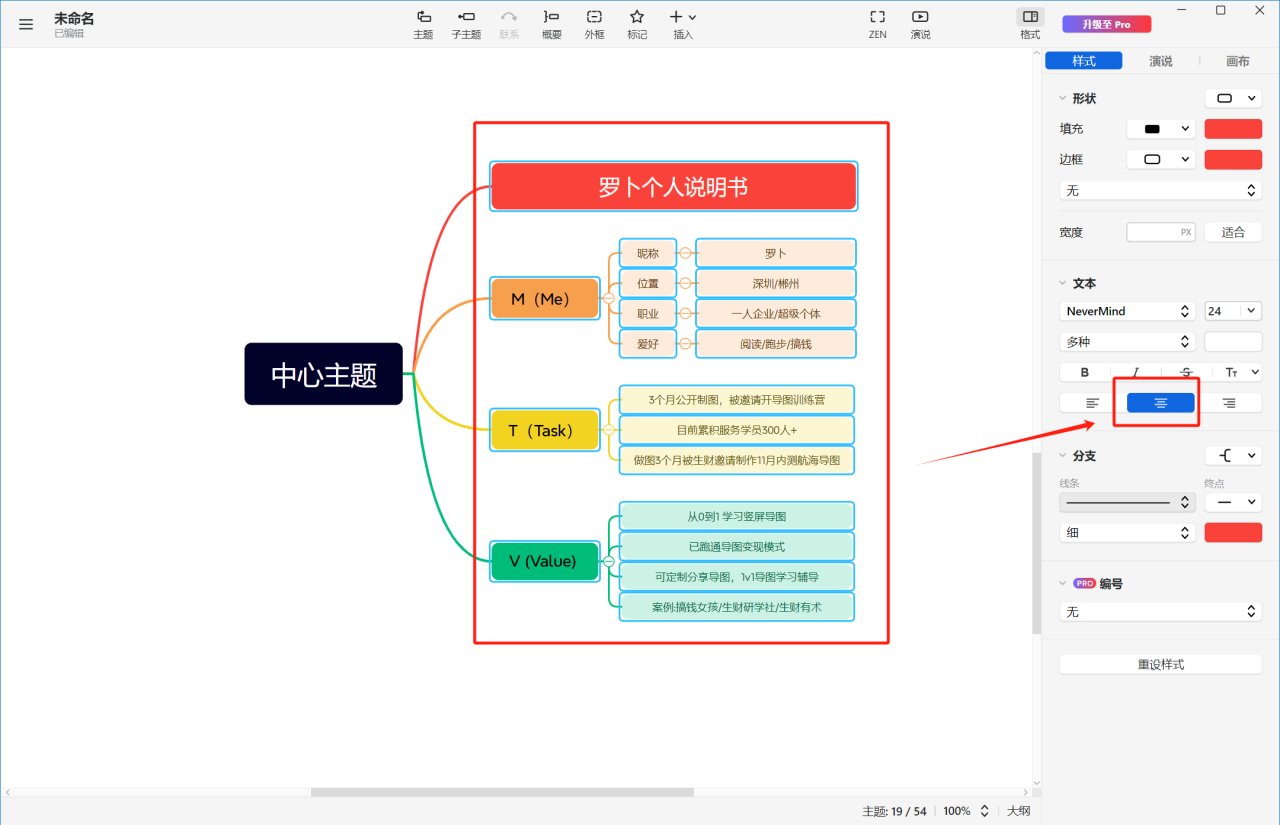 未命名
已编辑
主题 子主题 联系 概要 外框 标记 插入 ZEN 演说 格式 升级至 Pro
样式 演说 画布
形状
填充
边框
无
宽度 PX 适合
文本
NeverMind 24
多种
B I S Tт
分支
线条 终点
细
PRO 编号
无
重设样式
中心主题
罗卜个人说明书
M（Me）
昵称 罗卜
位置 深圳/郴州
职业 一人企业/超级个体
爱好 阅读/跑步/搞钱
T（Task）
3个月公开制图，被邀请开导图训练营
目前累积服务学员300人+
做图3个月被生财邀请制作11月内测航海导图
V (Value)
从0到1 学习竖屏导图
已跑通导图变现模式
可定制分享导图，1v1导图学习辅导
案例:搞钱女孩/生财研学社/生财有术
主题: 19 / 54 100% 大纲